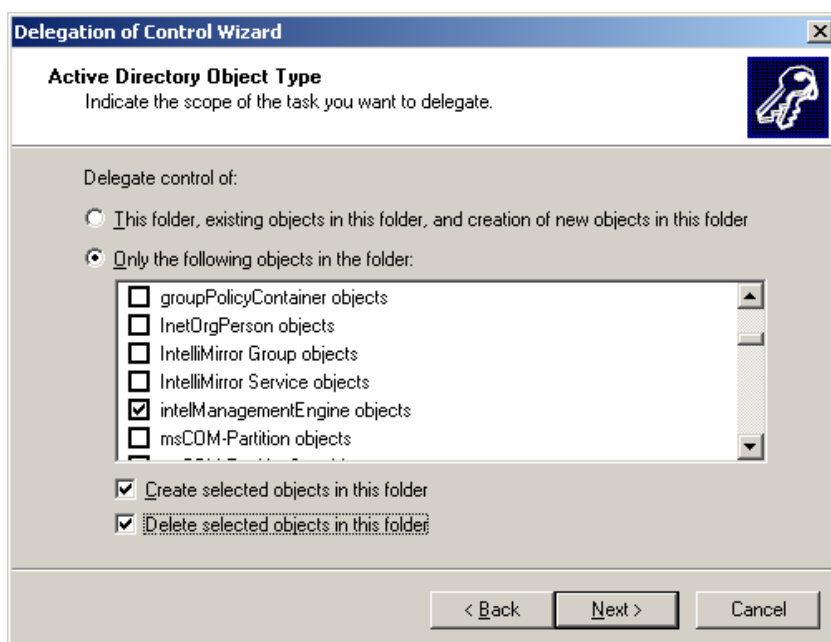 Delegation of Control Wizard
Active Directory Object Type
Indicate the scope of the task you want to delegate.
Delegate control of:
This folder, existing objects in this folder, and creation of new objects in this folder
Only the following objects in the folder:
groupPolicyContainer objects
InetOrgPerson objects
IntelliMirror Group objects
IntelliMirror Service objects
intelManagementEngine objects
msCOM-Partition objects
Create selected objects in this folder
Delete selected objects in this folder
< Back
Next >
Cancel